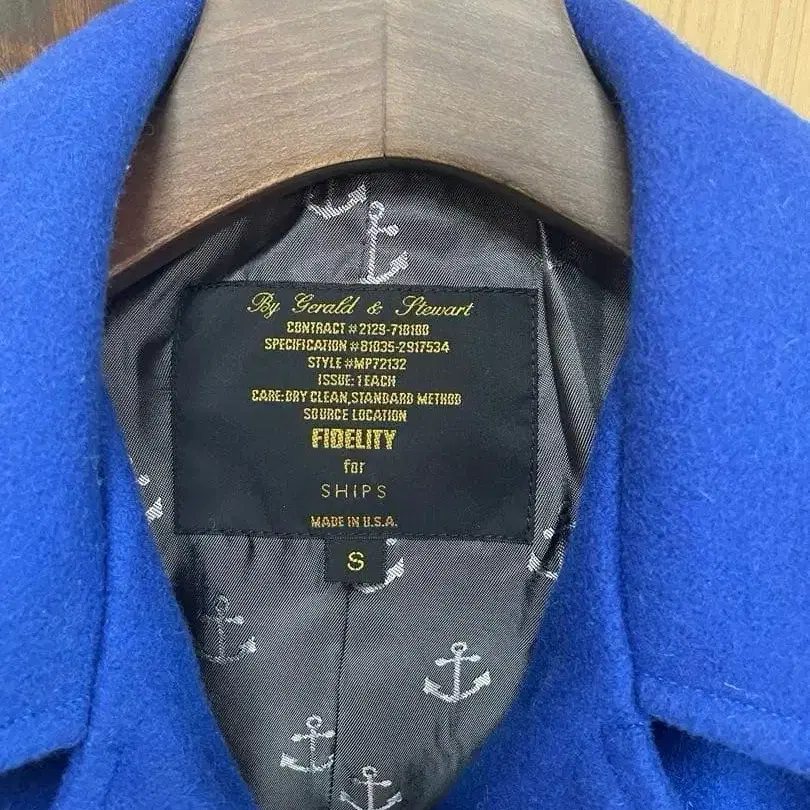 By Gerald & Stewart
CONTRACT #2129-710100
SPECIFICATION #81035-2917534
STYLE #MP72132
ISSUE: 1 EACH
CARE: DRY CLEAN, STANDARD METHOD
SOURCE LOCATION
FIDELITY
for
SHIPS
MADE IN U.S.A.
S